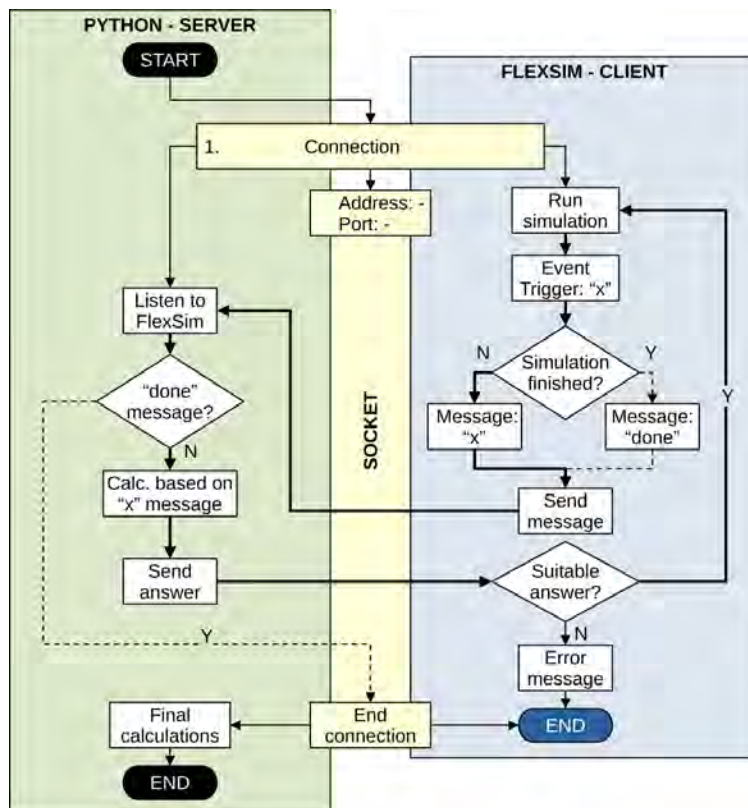 PYTHON - SERVER
START
FLEXSIM - CLIENT
1. Connection
Address: -
Port: -
Run
simulation
Event
Trigger: “x”
Listen to
FlexSim
N
Simulation
finished?
Y
“done”
message?
Message:
“x”
Message:
“done”
Y
SOCKET
N
Calc. based on
“x” message
Send
message
Send
answer
Suitable
answer?
N
Y
Error
message
Final
calculations
End
connection
END
END